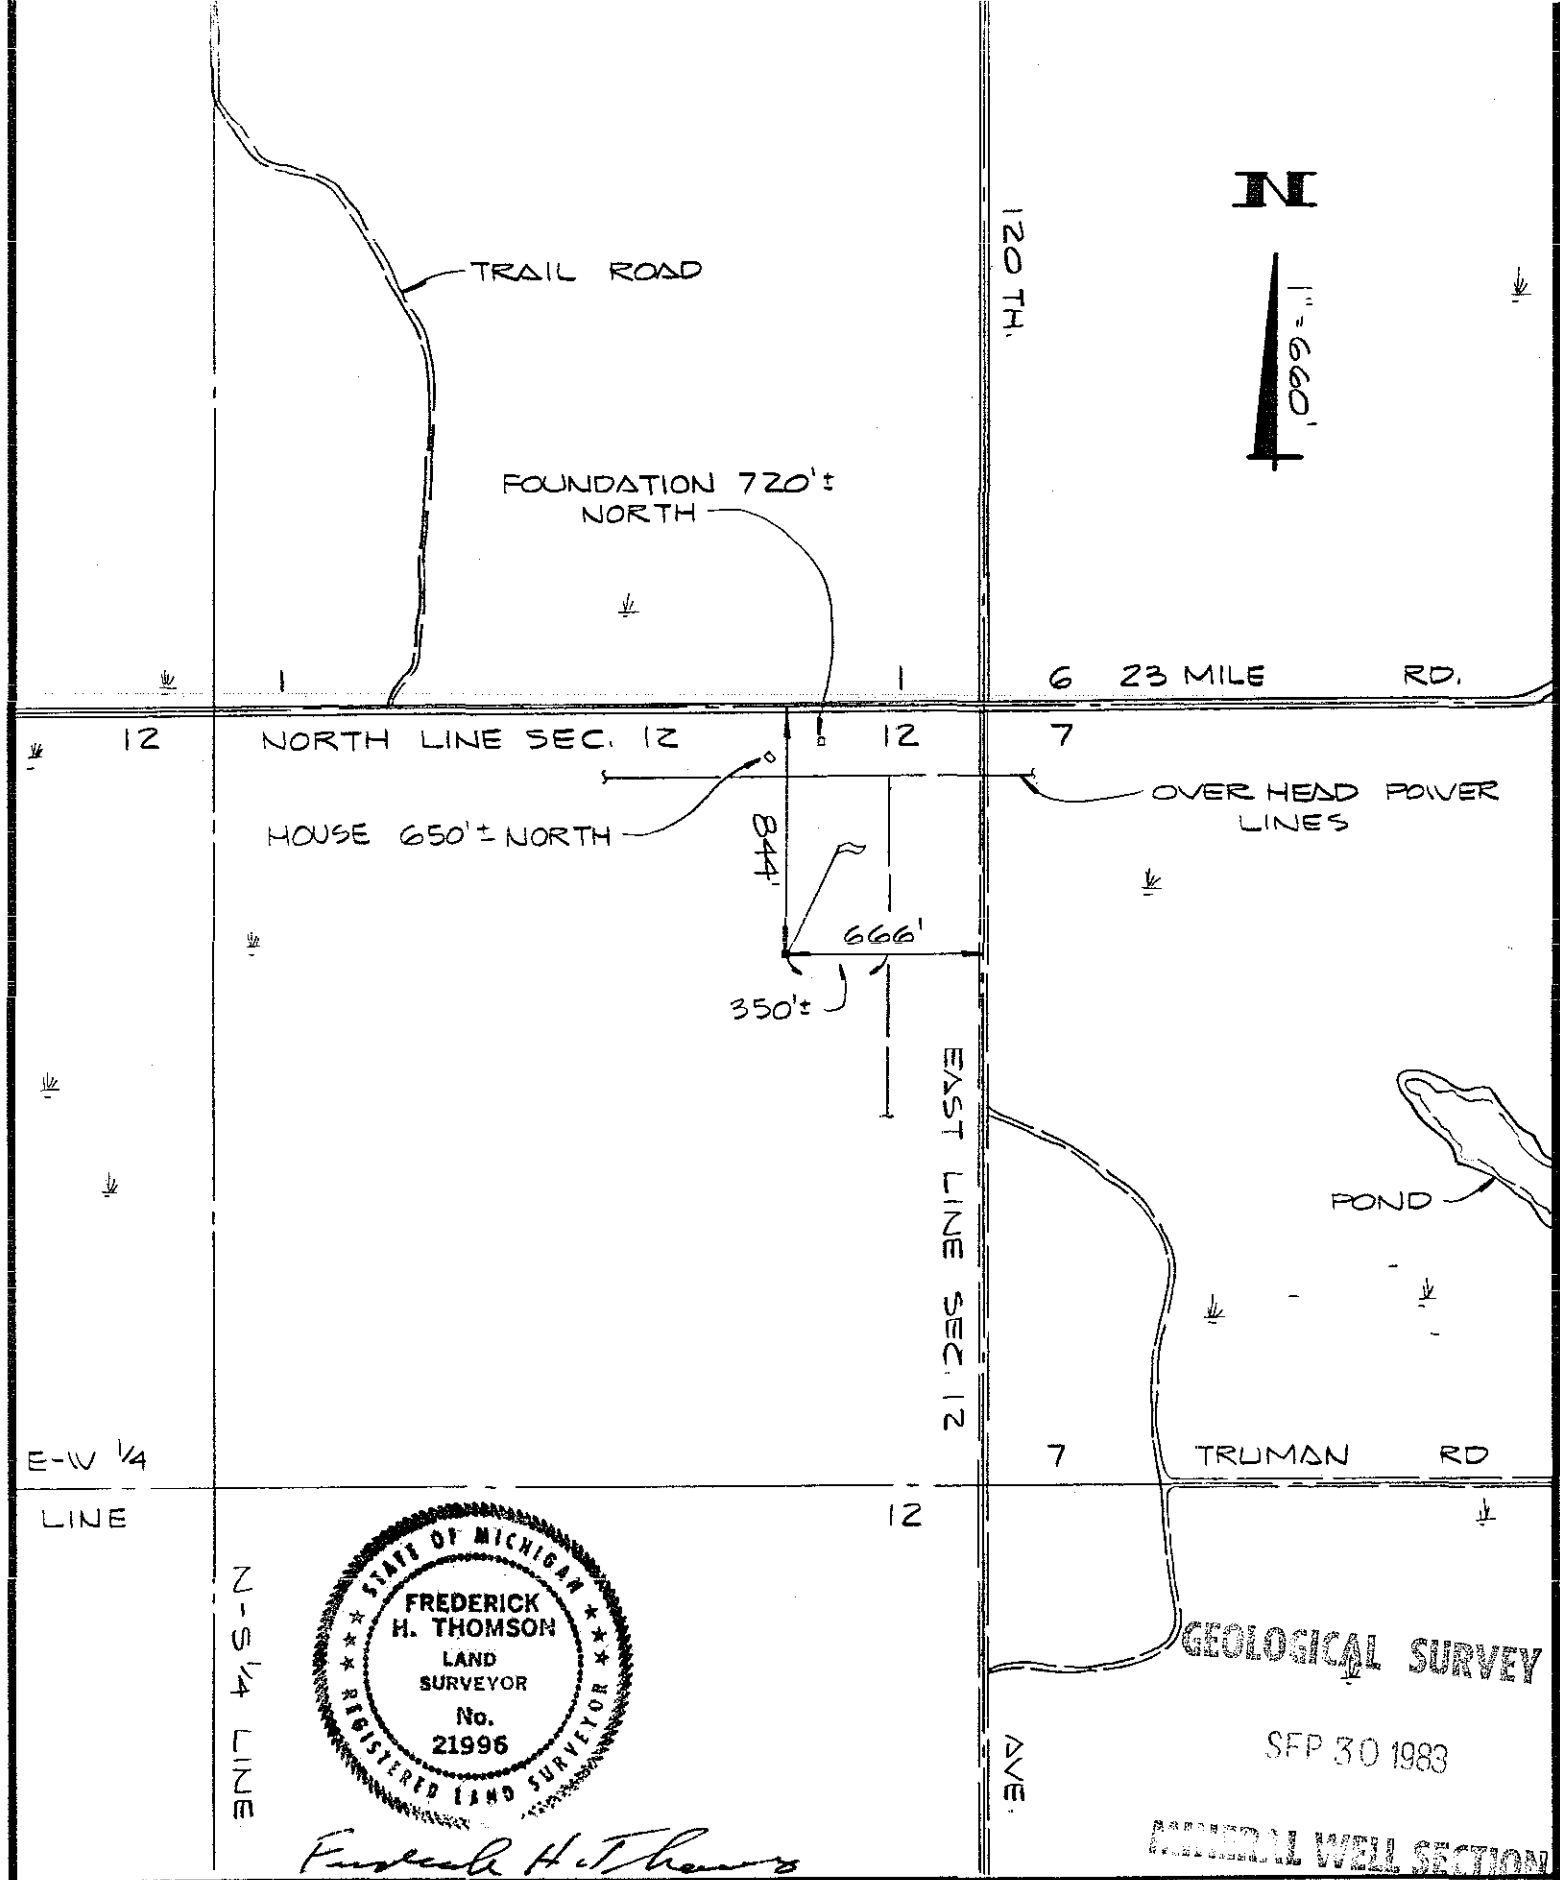 N
1"=660'
120 TH.
TRAIL ROAD
FOUNDATION 720'±
NORTH
1
1
6
23 MILE RD.
12
NORTH LINE SEC. 12
12
7
OVER HEAD POWER
LINES
HOUSE 650'± NORTH
844'
666'
350'±
EAST LINE SEC. 12
POND
E-W 1/4
LINE
7
TRUMAN RD
12
N-S 1/4 LINE
STATE OF MICHIGAN
FREDERICK
H. THOMSON
LAND
SURVEYOR
No.
21996
REGISTERED LAND SURVEYOR
AVE.
GEOLOGICAL SURVEY
SEP 30 1983
MINERAL WELL SECTION
Frederick H. Thomson